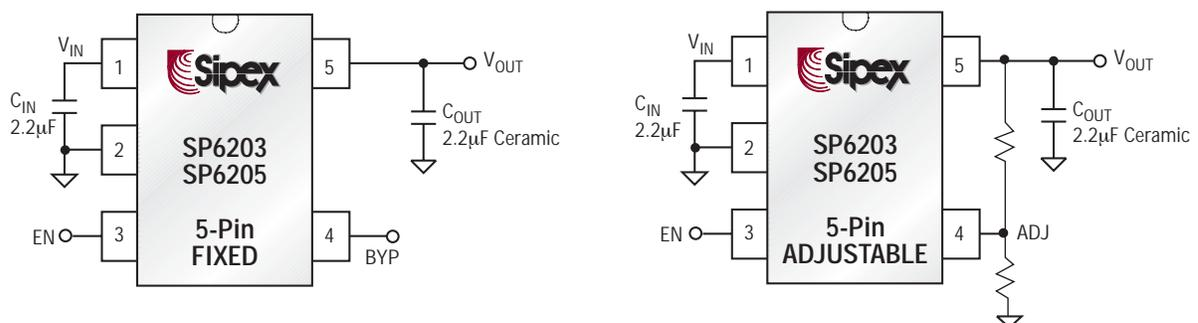 V_IN
1
Sipex
5
V_OUT
C_IN
2.2μF
C_OUT
2.2μF Ceramic
2
SP6203
SP6205
EN
3
5-Pin
FIXED
4
BYP
V_IN
1
Sipex
5
V_OUT
C_IN
2.2μF
C_OUT
2.2μF Ceramic
2
SP6203
SP6205
EN
3
5-Pin
ADJUSTABLE
4
ADJ